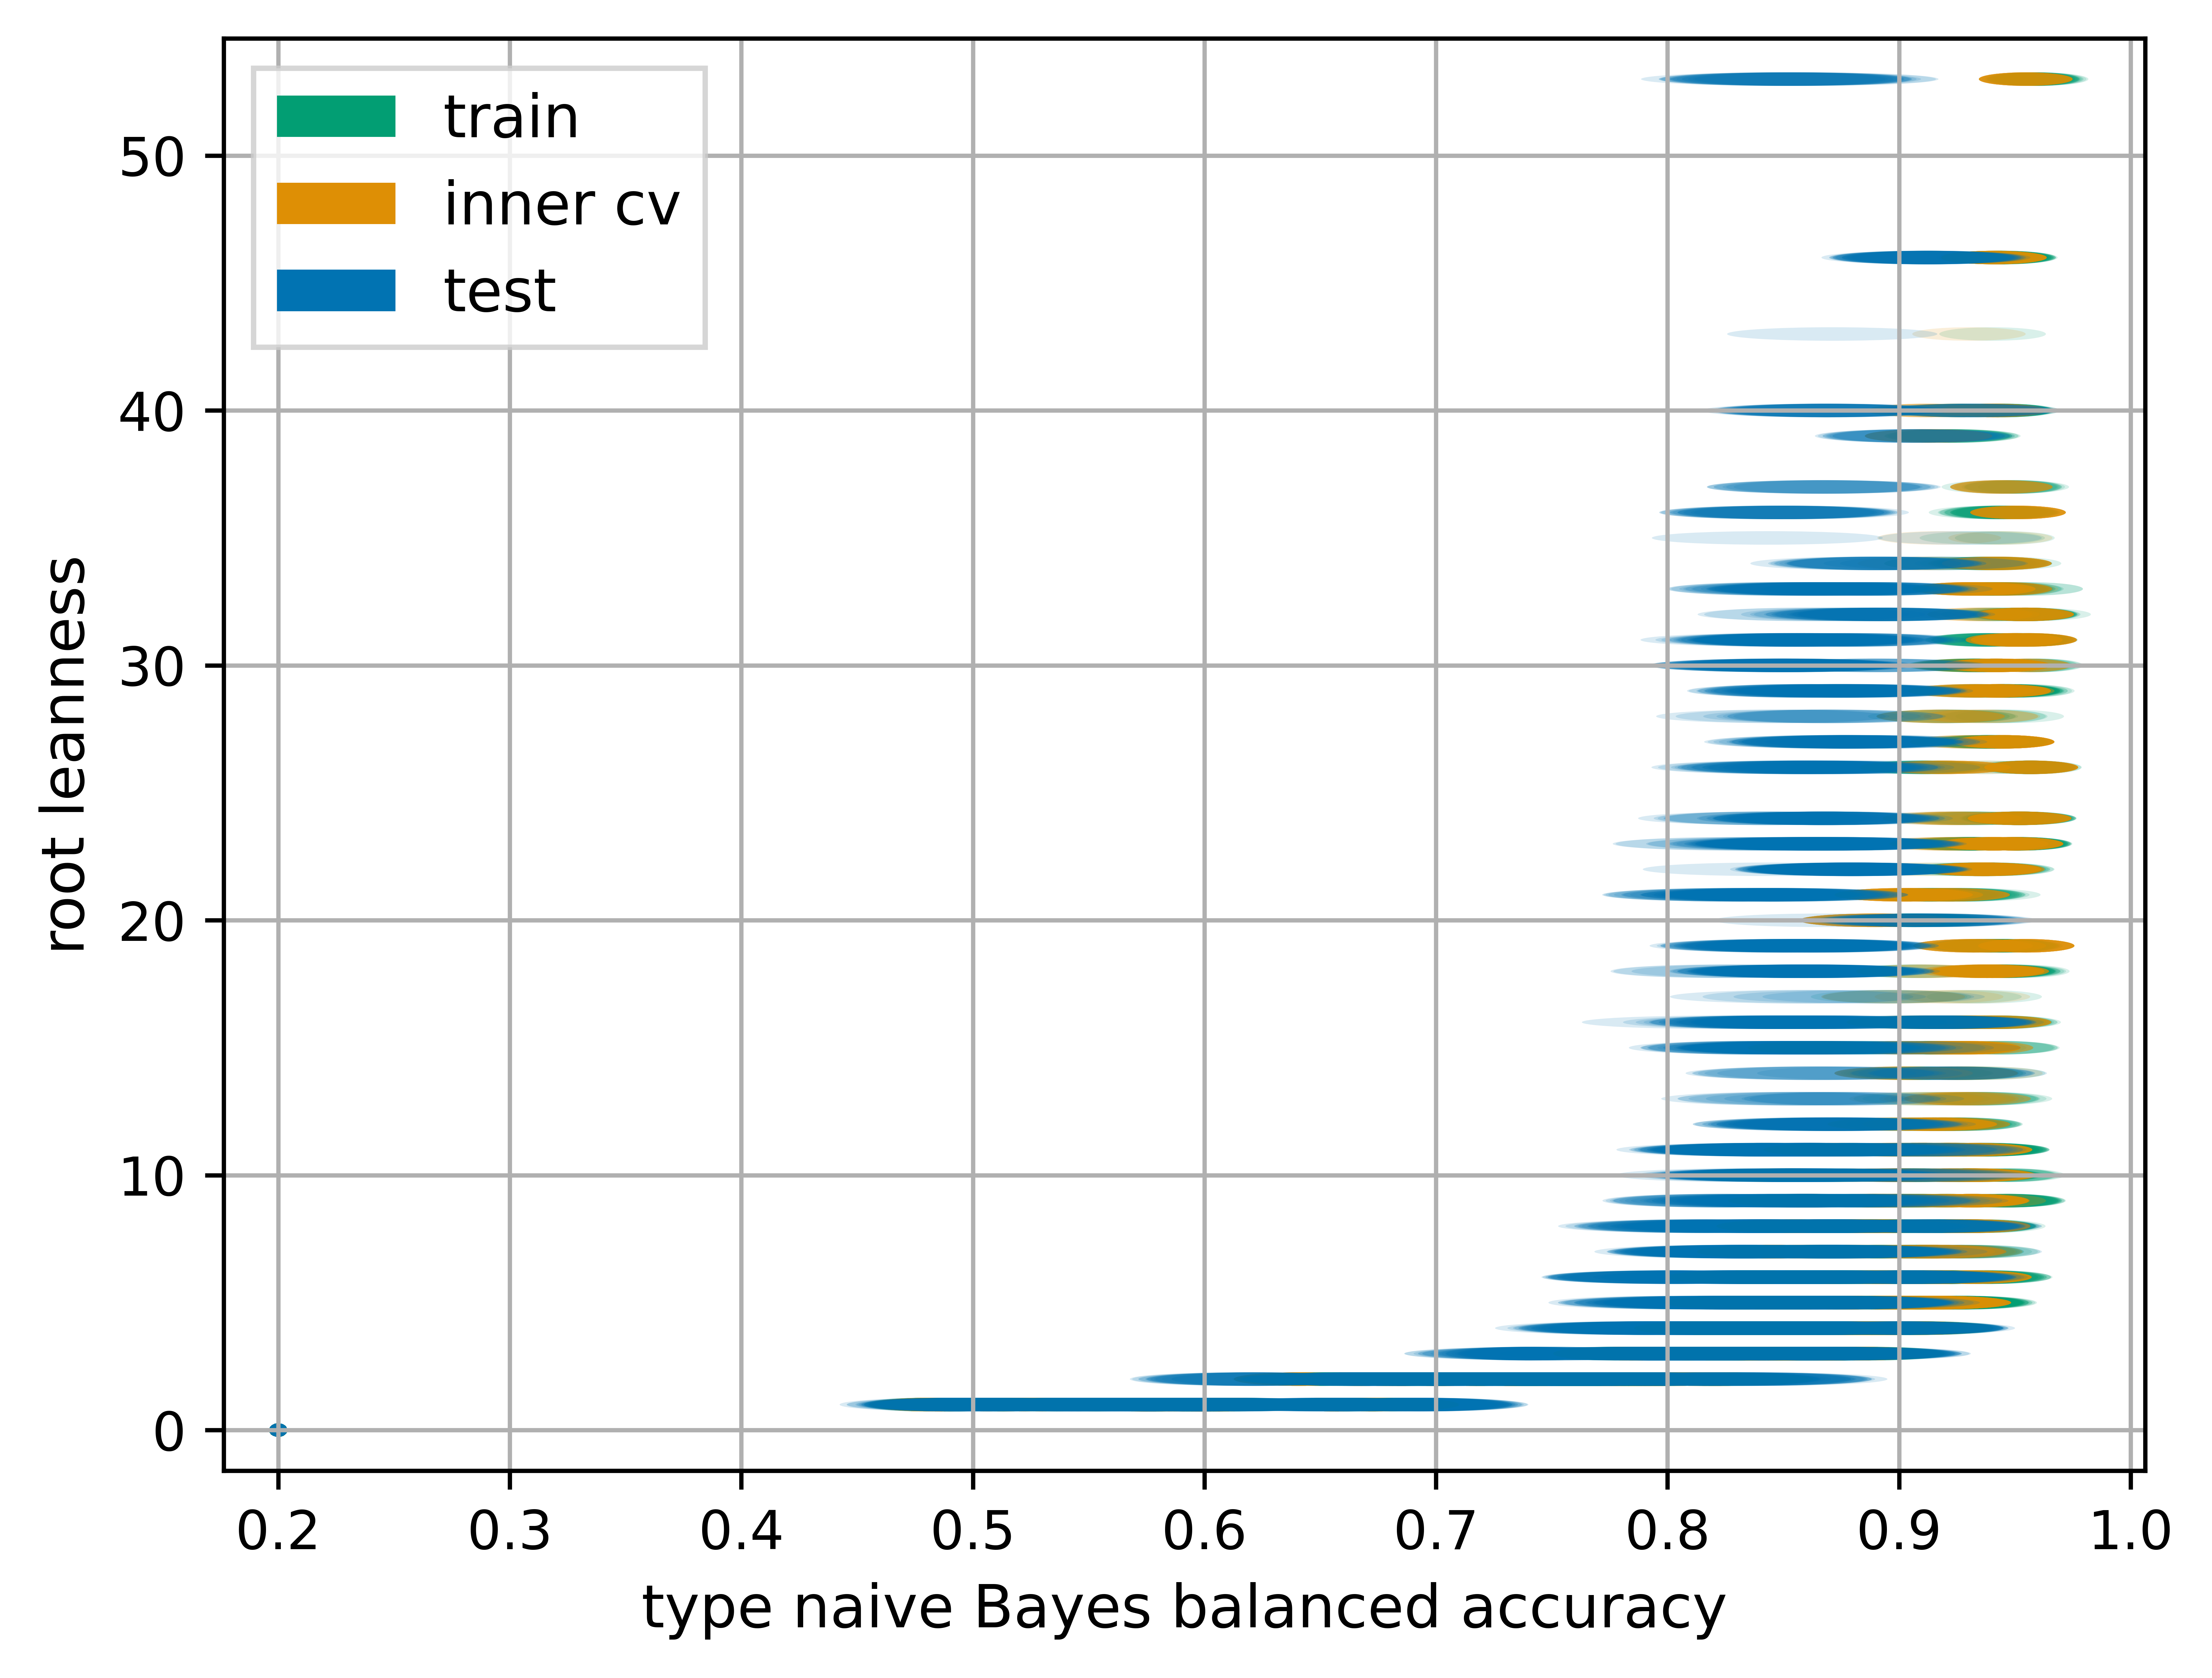 train
inner cv
test
50
40
30
20
10
0
root leanness
0.2 0.3 0.4 0.5 0.6 0.7 0.8 0.9 1.0
type naive Bayes balanced accuracy